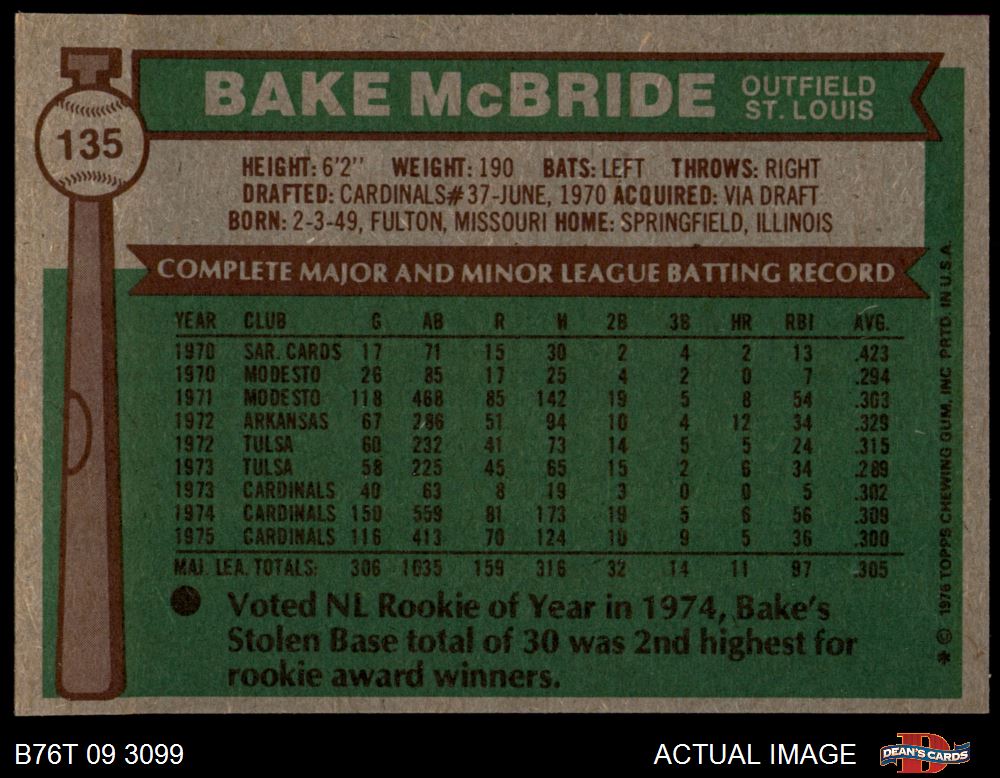 BAKE McBRIDE OUTFIELD ST. LOUIS
135
HEIGHT: 6'2'' WEIGHT: 190 BATS: LEFT THROWS: RIGHT
DRAFTED: CARDINALS#37-JUNE, 1970 ACQUIRED: VIA DRAFT
BORN: 2-3-49, FULTON, MISSOURI HOME: SPRINGFIELD, ILLINOIS
COMPLETE MAJOR AND MINOR LEAGUE BATTING RECORD
YEAR CLUB G AB R H 2B 3B HR RBI AVG.
1970 SAR. CARDS 17 71 15 30 2 4 2 13 .423
1970 MODESTO 26 85 17 25 4 2 0 7 .294
1971 MODESTO 118 468 85 142 19 5 8 54 .303
1972 ARKANSAS 67 286 51 94 10 4 12 34 .329
1972 TULSA 60 232 41 73 14 5 5 24 .315
1973 TULSA 58 225 45 65 15 2 6 34 .289
1973 CARDINALS 40 63 8 19 3 0 0 5 .302
1974 CARDINALS 150 559 81 173 19 5 6 56 .309
1975 CARDINALS 116 413 70 124 10 9 5 36 .300
MAJ. LEA. TOTALS: 306 1035 159 316 32 14 11 97 .305
Voted NL Rookie of Year in 1974, Bake's
Stolen Base total of 30 was 2nd highest for
rookie award winners.
* © 1976 TOPPS CHEWING GUM, INC PRTD. IN U.S.A.
B76T 09 3099 ACTUAL IMAGE DEAN'S CARDS